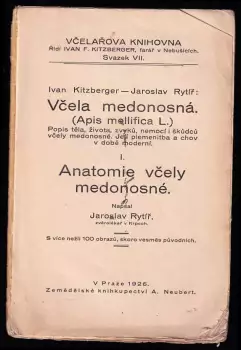 VČELAŘOVA KNIHOVNA
Řídí IVAN F. KITZBERGER, farář v Nebušicích.
Svazek VII.
Ivan Kitzberger—Jaroslav Rytíř:
Včela medonosná.
(Apis mellifica L.)
Popis těla, života, zvyků, nemocí i škůdců
včely medonosné. Její plemenitba a chov
v době moderní.
I.
Anatomie včely
medonosné.
Napsal
Jaroslav Rytíř,
zvěrolékař v Krpech.
S více nežli 100 obrazů, skoro vesměs původních.
V Praze 1926.
Zemědělské knihkupectví A. Neubert.